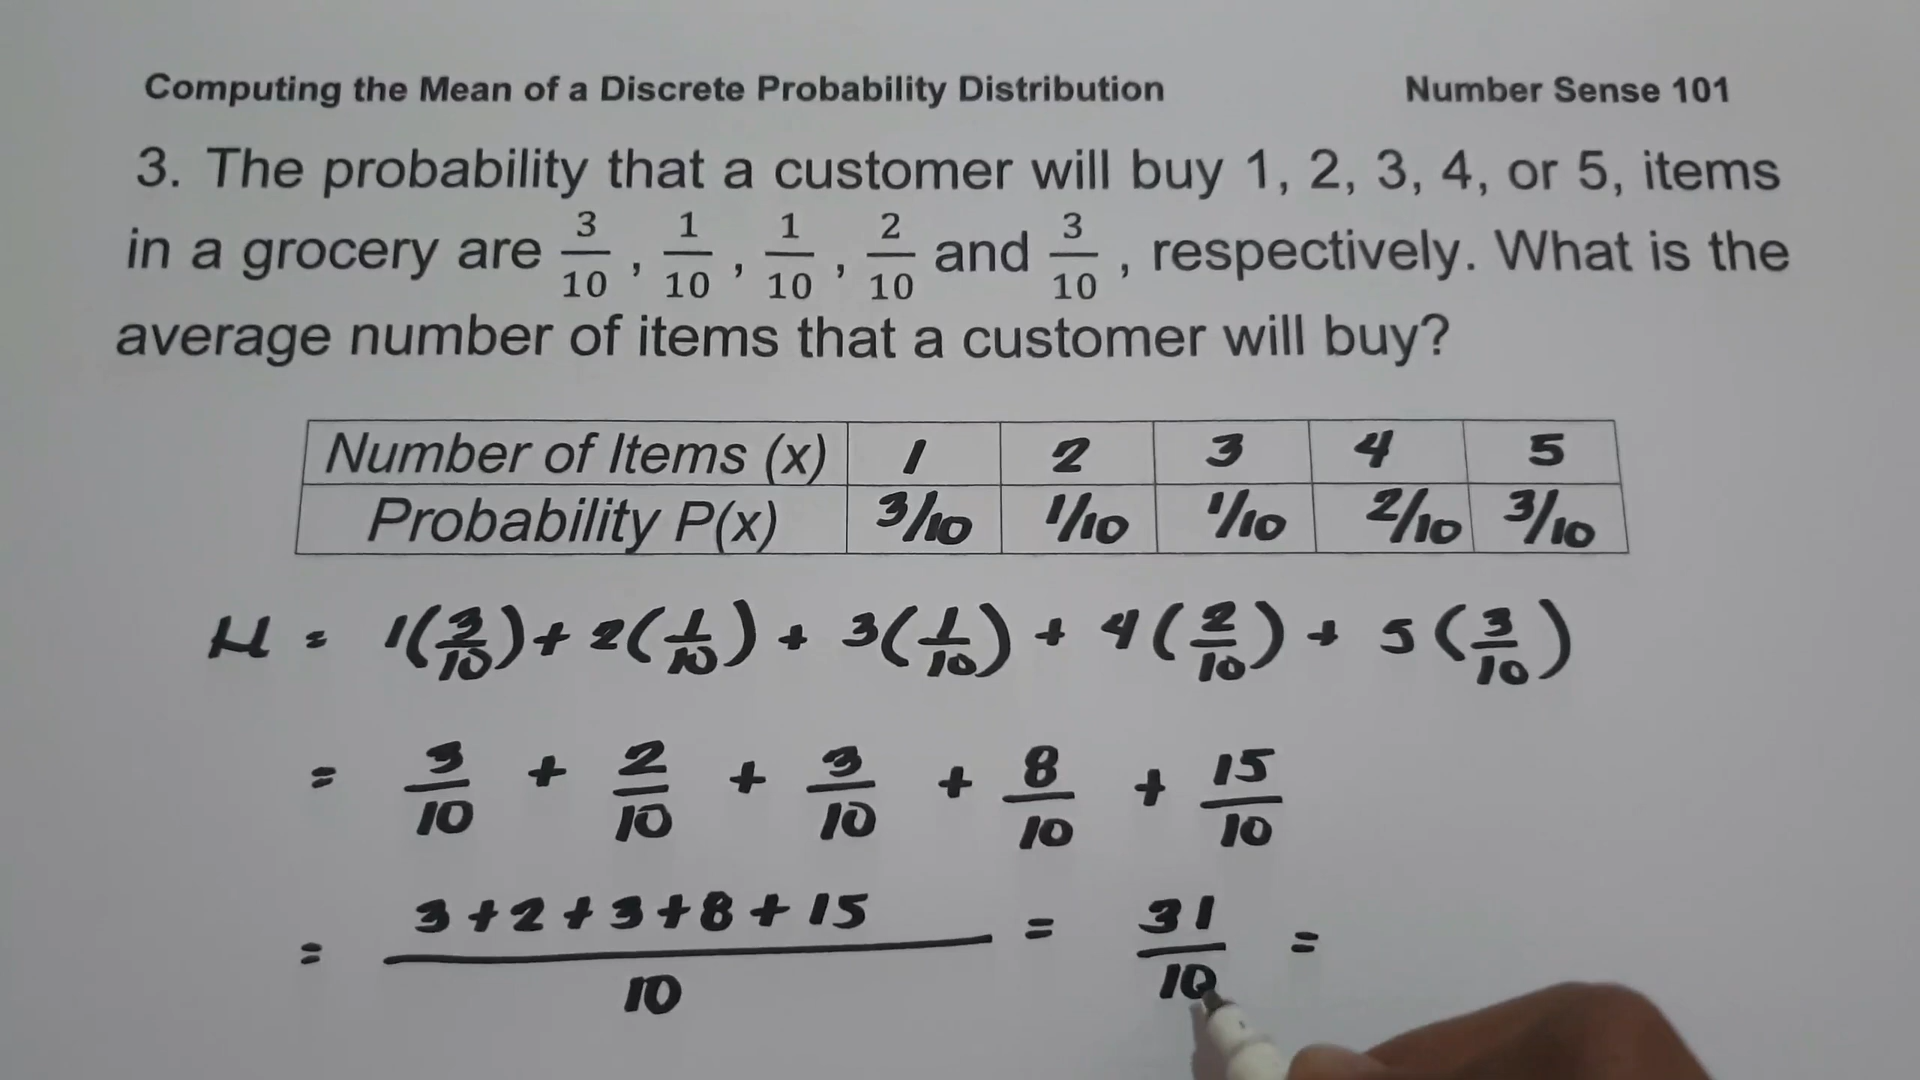 Computing the Mean of a Discrete Probability Distribution Number Sense 101
3. The probability that a customer will buy 1, 2, 3, 4, or 5, items
in a grocery are 3/10 , 1/10 , 1/10 , 2/10 and 3/10 , respectively. What is the
average number of items that a customer will buy?
Number of Items (x) 1 2 3 4 5
Probability P(x) 3/10 1/10 1/10 2/10 3/10
μ = 1(3/10) + 2(1/10) + 3(1/10) + 4(2/10) + 5(3/10)
= 3/10 + 2/10 + 3/10 + 8/10 + 15/10
= 3+2+3+8+15/10 = 31/10 =